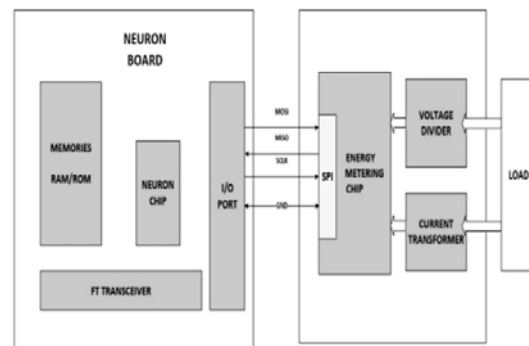 NEURON
BOARD
MEMORIES
RAM/ROM
NEURON
CHIP
I/O
PORT
FT TRANSCEIVER
MOSI
MISO
SCLK
GND
SPI
ENERGY
METERING
CHIP
VOLTAGE
DIVIDER
CURRENT
TRANSFORMER
LOAD